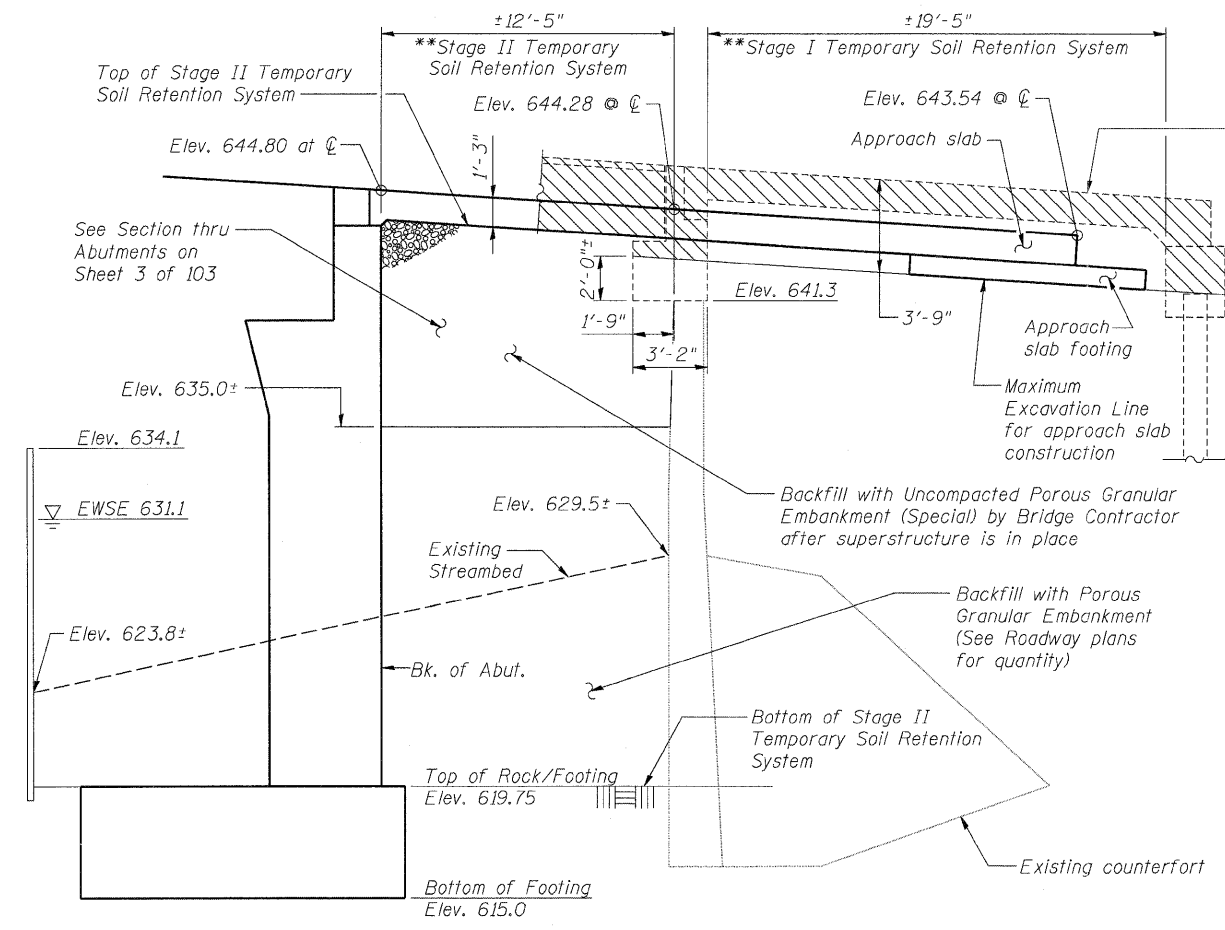 ±12'-5"
±19'-5"
**Stage II Temporary
Soil Retention System
**Stage I Temporary Soil Retention System
Top of Stage II Temporary
Soil Retention System
Elev. 644.28 @ ℄
Elev. 643.54 @ ℄
Approach slab
Elev. 644.80 at ℄
1'-3"
See Section thru
Abutments on
Sheet 3 of 103
2'-0"±
Elev. 641.3
1'-9"
3'-9"
3'-2"
Approach
slab footing
Elev. 635.0±
Maximum
Excavation Line
for approach slab
construction
Elev. 634.1
EWSE 631.1
Elev. 629.5±
Backfill with Uncompacted Porous Granular
Embankment (Special) by Bridge Contractor
after superstructure is in place
Existing
Streambed
Backfill with Porous
Granular Embankment
(See Roadway plans
for quantity)
Elev. 623.8±
Bk. of Abut.
Bottom of Stage II
Temporary Soil Retention
System
Top of Rock/Footing
Elev. 619.75
Existing counterfort
Bottom of Footing
Elev. 615.0